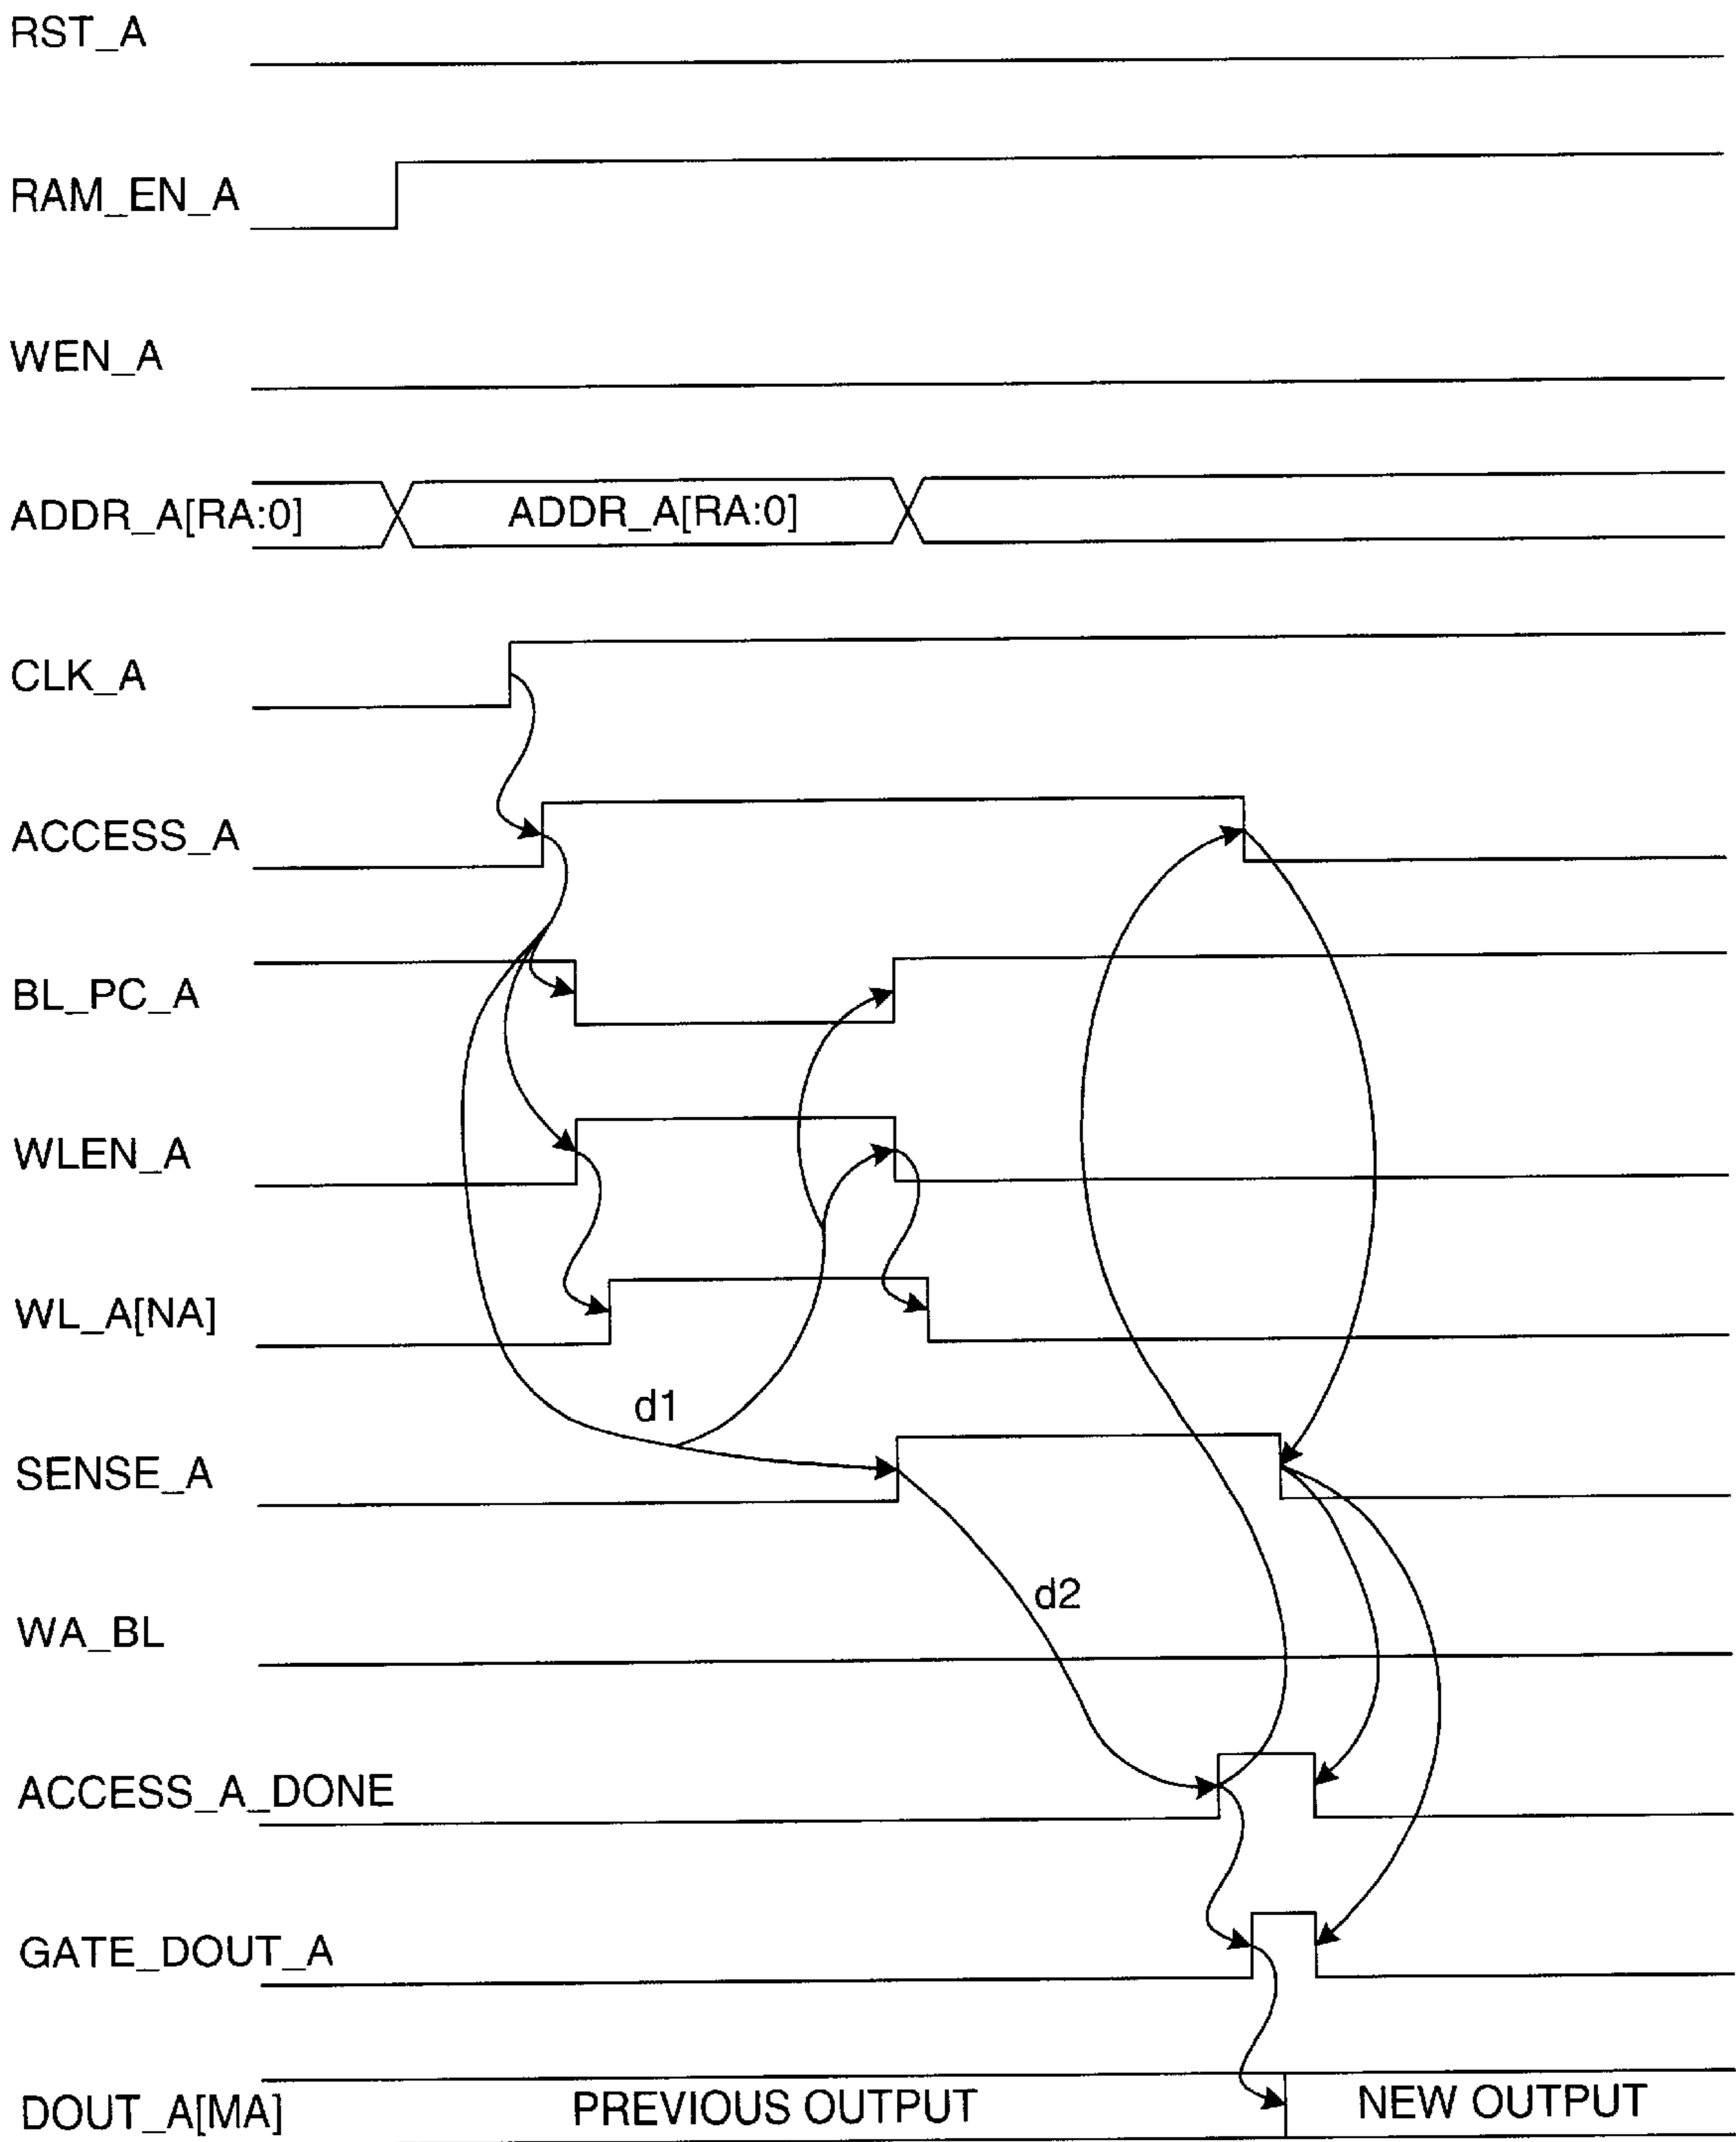 RST_A
RAM_EN_A
WEN_A
ADDR_A[RA:0] ADDR_A[RA:0]
CLK_A
ACCESS_A
BL_PC_A
WLEN_A
WL_A[NA]
d1
SENSE_A
d2
WA_BL
ACCESS_A_DONE
GATE_DOUT_A
DOUT_A[MA] PREVIOUS OUTPUT NEW OUTPUT